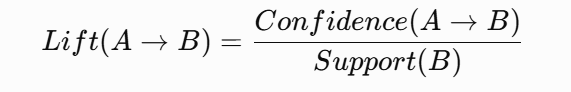 Lift(A → B) = Confidence(A → B) / Support(B)